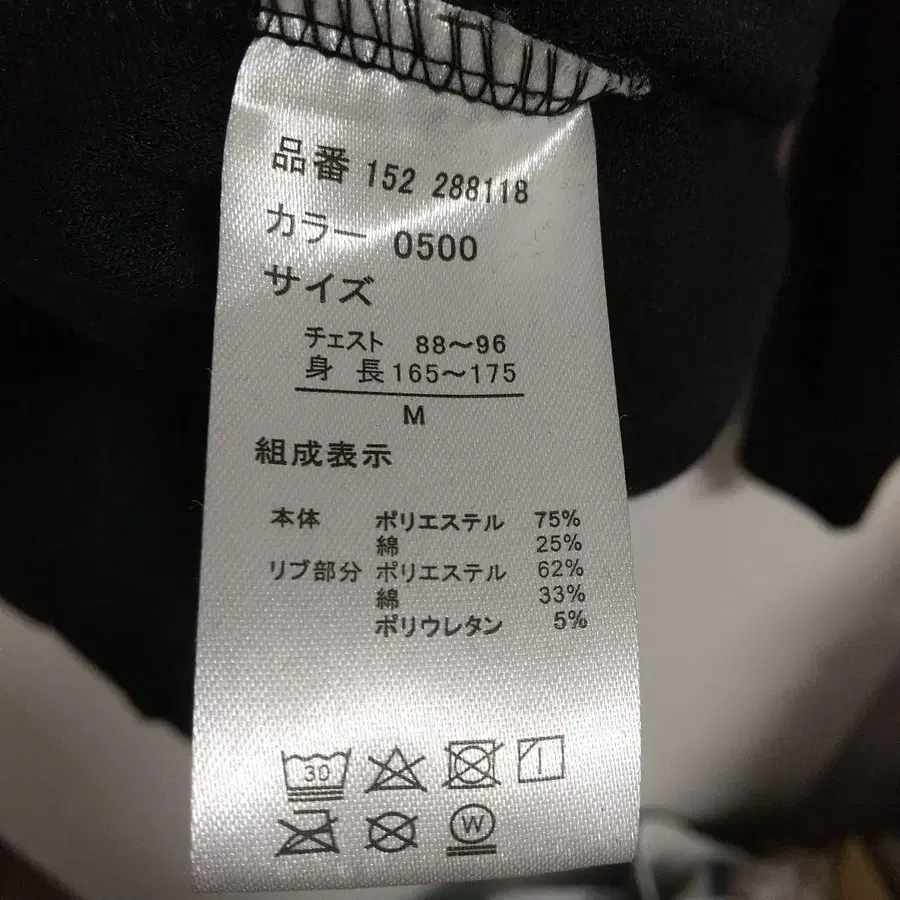 品番 152 288118
カラー 0500
サイズ
チェスト 88～96
身 長 165～175
M
組成表示
本体 ポリエステル 75%
綿 25%
リブ部分 ポリエステル 62%
綿 33%
ポリウレタン 5%
30
W